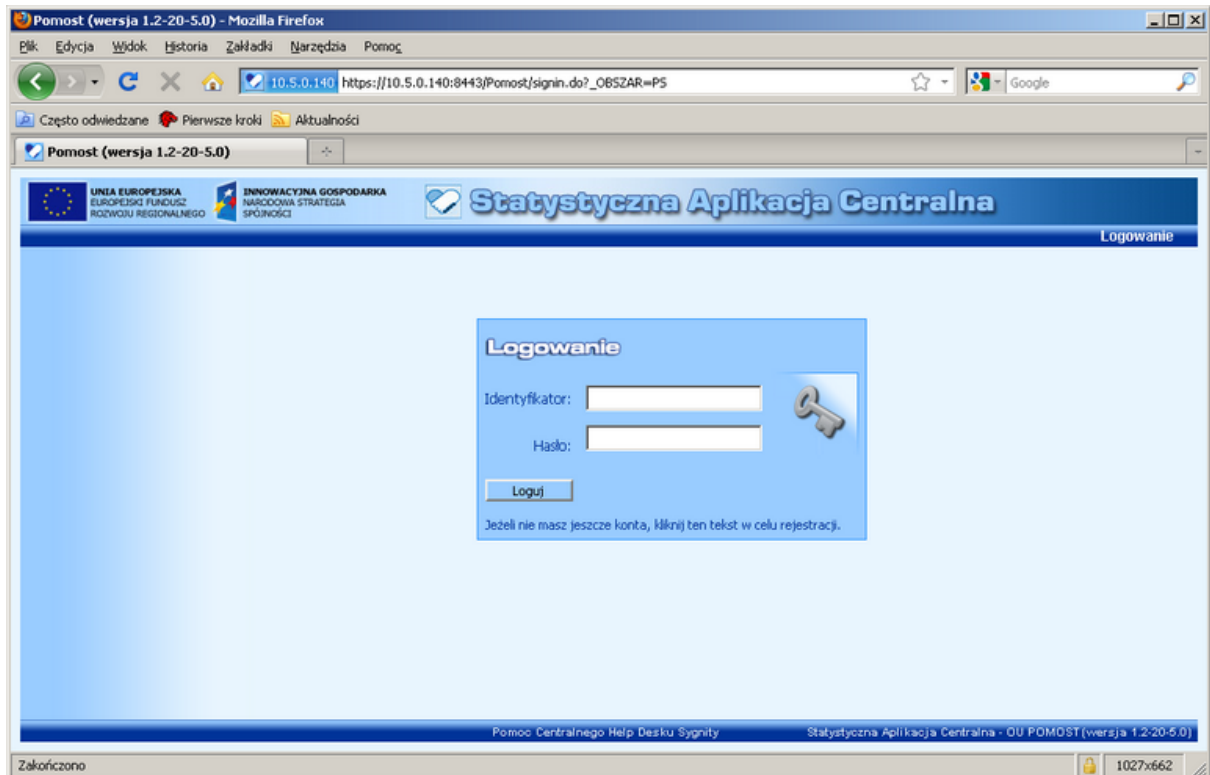 Pomost (wersja 1.2-20-5.0) - Mozilla Firefox
Plik Edycja Widok Historia Zakładki Narzędzia Pomoc
10.5.0.140 https://10.5.0.140:8443/Pomost/signin.do?_OBSZAR=PS Google
Często odwiedzane Pierwsze kroki Aktualności
Pomost (wersja 1.2-20-5.0)
UNIA EUROPEJSKA
EUROPEJSKI FUNDUSZ
ROZWOJU REGIONALNEGO
INNOWACYJNA GOSPODARKA
NARODOWA STRATEGIA
SPÓJNOŚCI
Statystyczna Aplikacja Centralna
Logowanie
Logowanie
Identyfikator:
Hasło:
Loguj
Jeżeli nie masz jeszcze konta, kliknij ten tekst w celu rejestracji.
Pomoc Centralnego Help Desku Sygnity Statystyczna Aplikacja Centralna - OU POMOST (wersja 1.2-20-5.0)
Zakończono 1027x662